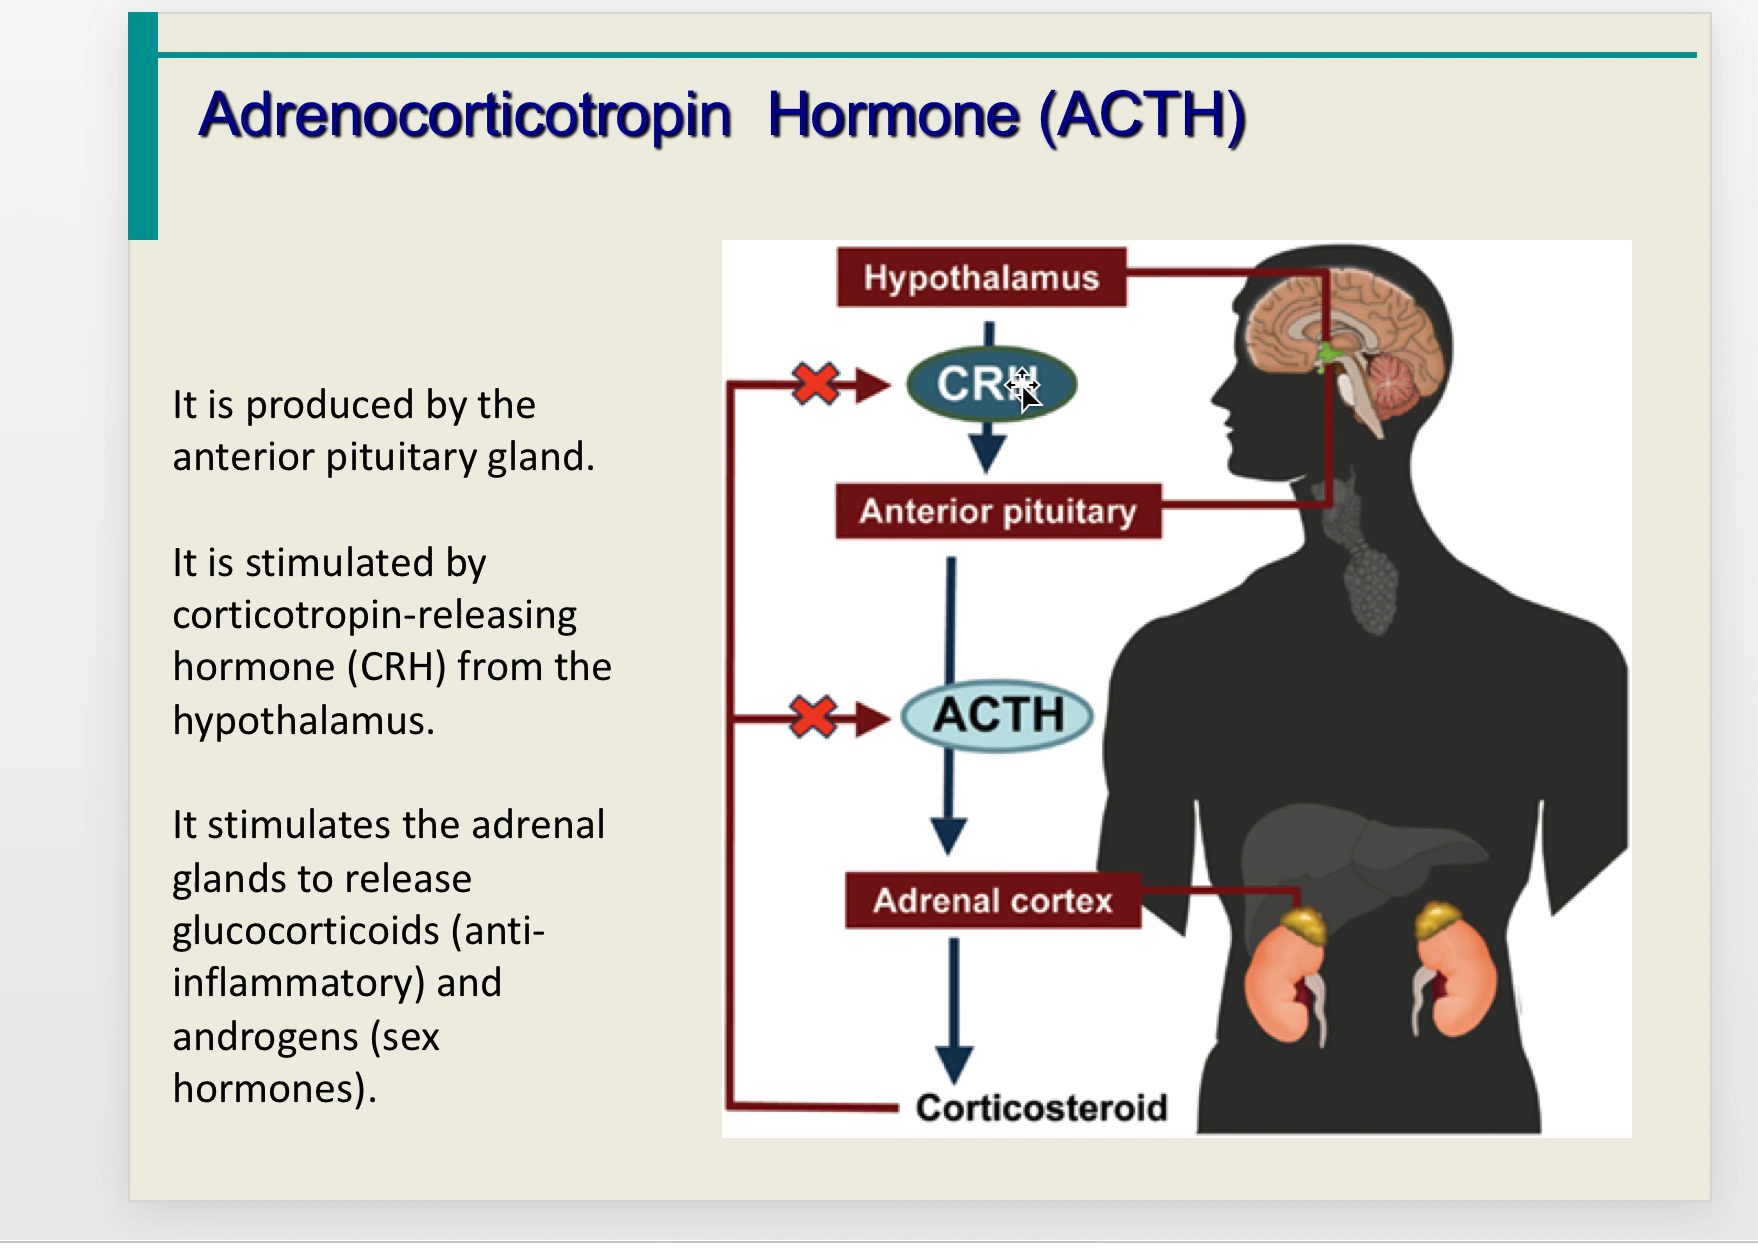 Adrenocorticotropin Hormone (ACTH)
It is produced by the
anterior pituitary gland.
It is stimulated by
corticotropin-releasing
hormone (CRH) from the
hypothalamus.
It stimulates the adrenal
glands to release
glucocorticoids (anti-
inflammatory) and
androgens (sex
hormones).
Hypothalamus
CRH
Anterior pituitary
ACTH
Adrenal cortex
Corticosteroid